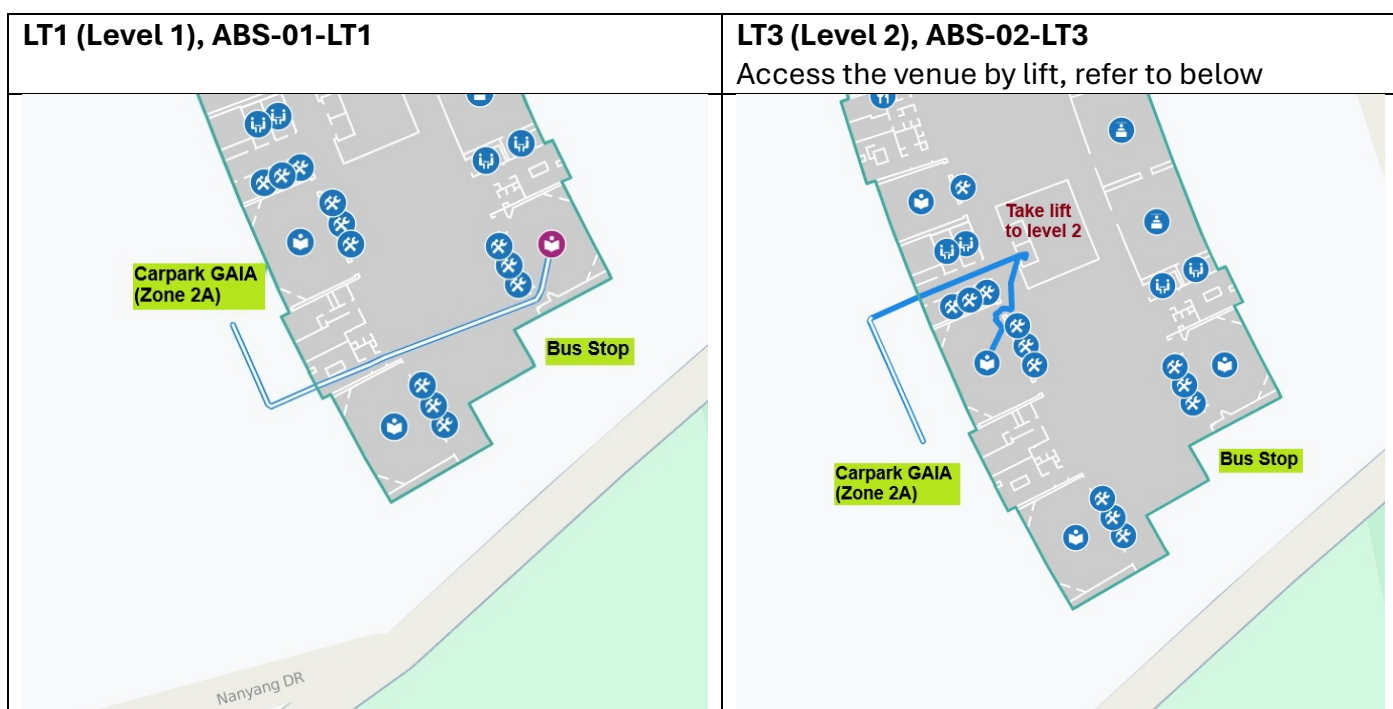 LT1 (Level 1), ABS-01-LT1
Carpark GAIA
(Zone 2A)
Bus Stop
Nanyang DR
LT3 (Level 2), ABS-02-LT3
Access the venue by lift, refer to below
Take lift
to level 2
Carpark GAIA
(Zone 2A)
Bus Stop